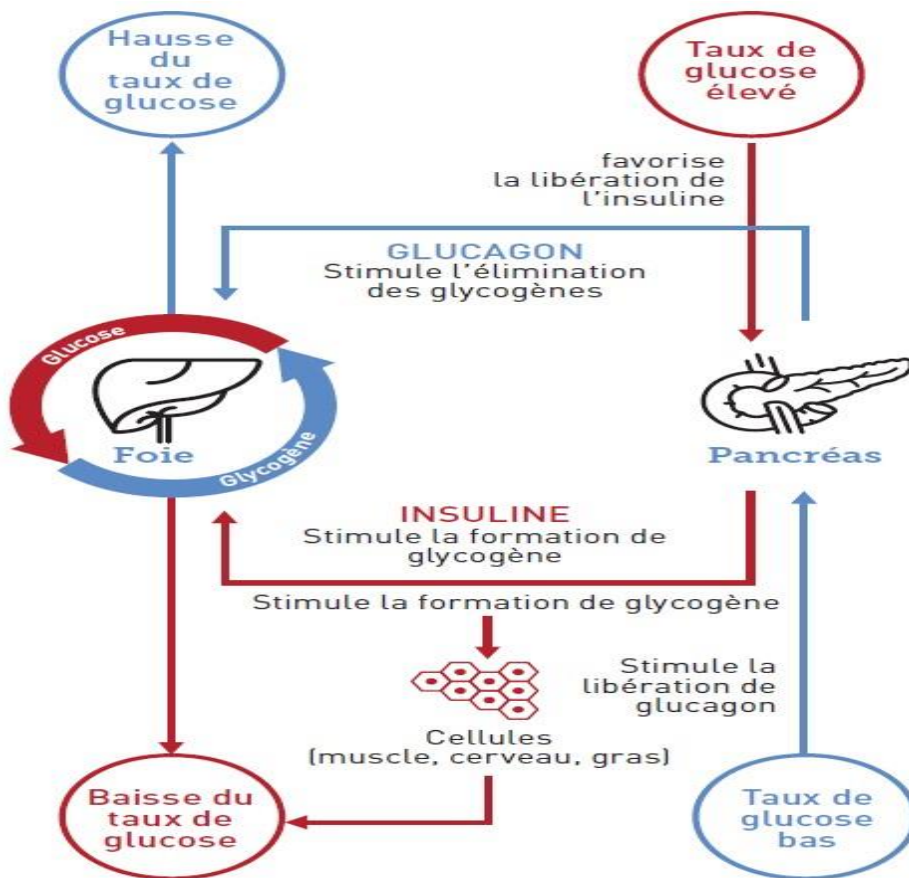 Hausse
du
taux de
glucose
Taux de
glucose
élevé
favorise
la libération de
l'insuline
GLUCAGON
Stimule l'élimination
des glycogènes
Glucose
Foie
Glycogène
Pancréas
INSULINE
Stimule la formation de
glycogène
Stimule la formation de glycogène
Stimule la
libération de
glucagon
Cellules
(muscle, cerveau, gras)
Baisse du
taux de
glucose
Taux de
glucose
bas